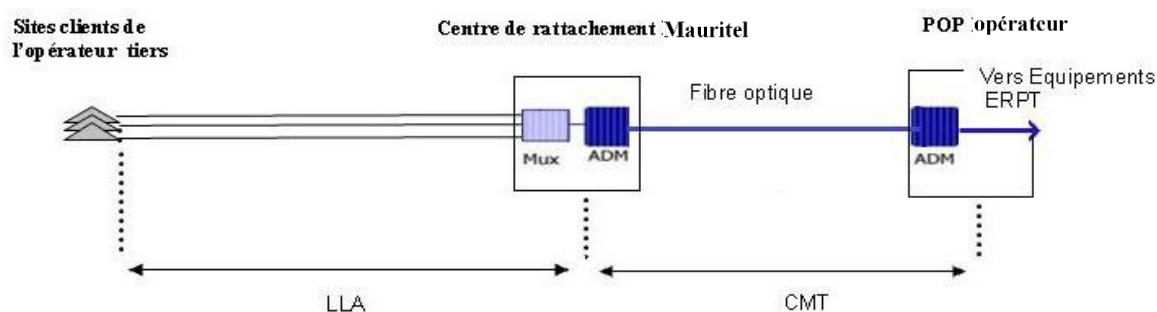 Sites clients de
l'opérateur tiers
Centre de rattachement Mauritel
POP opérateur
Vers Equipements
ERPT
Fibre optique
Mux
ADM
ADM
LLA
CMT